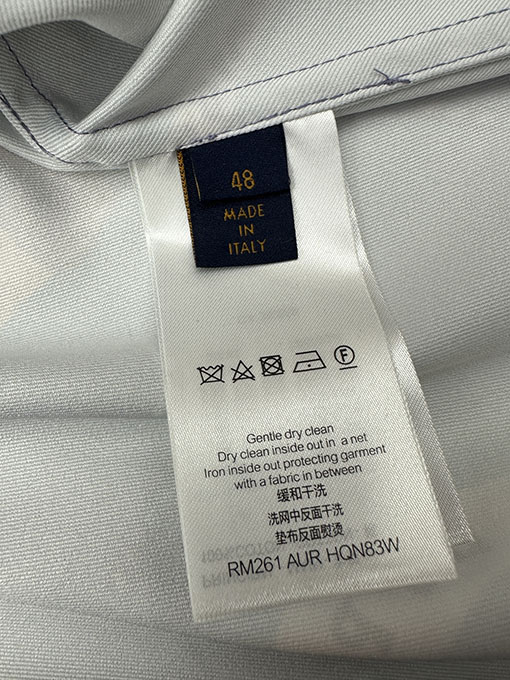 48
MADE
IN
ITALY
F
Gentle dry clean
Dry clean inside out in a net
Iron inside out protecting garment
with a fabric in between
缓和干洗
洗网中反面干洗
垫布反面熨烫
RM261 AUR HQN83W